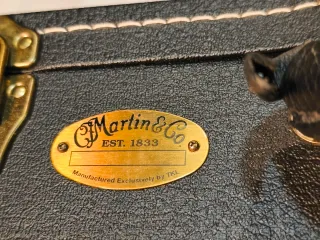 CF Martin & Co.
EST. 1833
Manufactured Exclusively by TKL